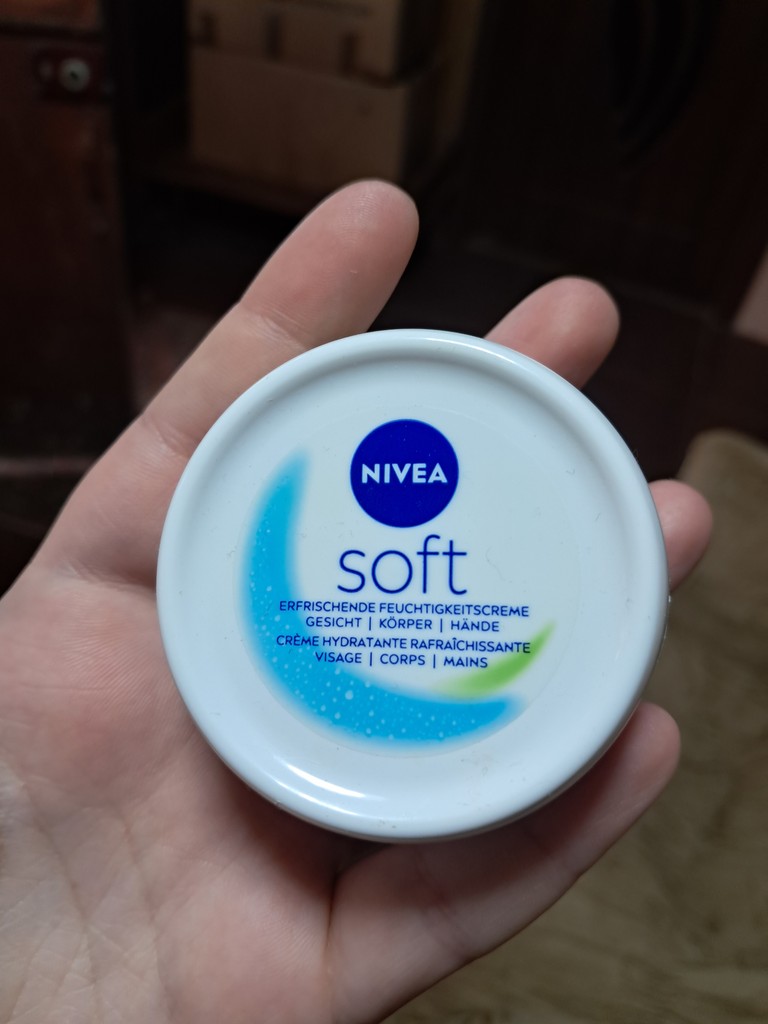 NIVEA
soft
ERFRISCHENDE FEUCHTIGKEITSCREME
GESICHT | KÖRPER | HÄNDE
CRÈME HYDRATANTE RAFRAÎCHISSANTE
VISAGE | CORPS | MAINS